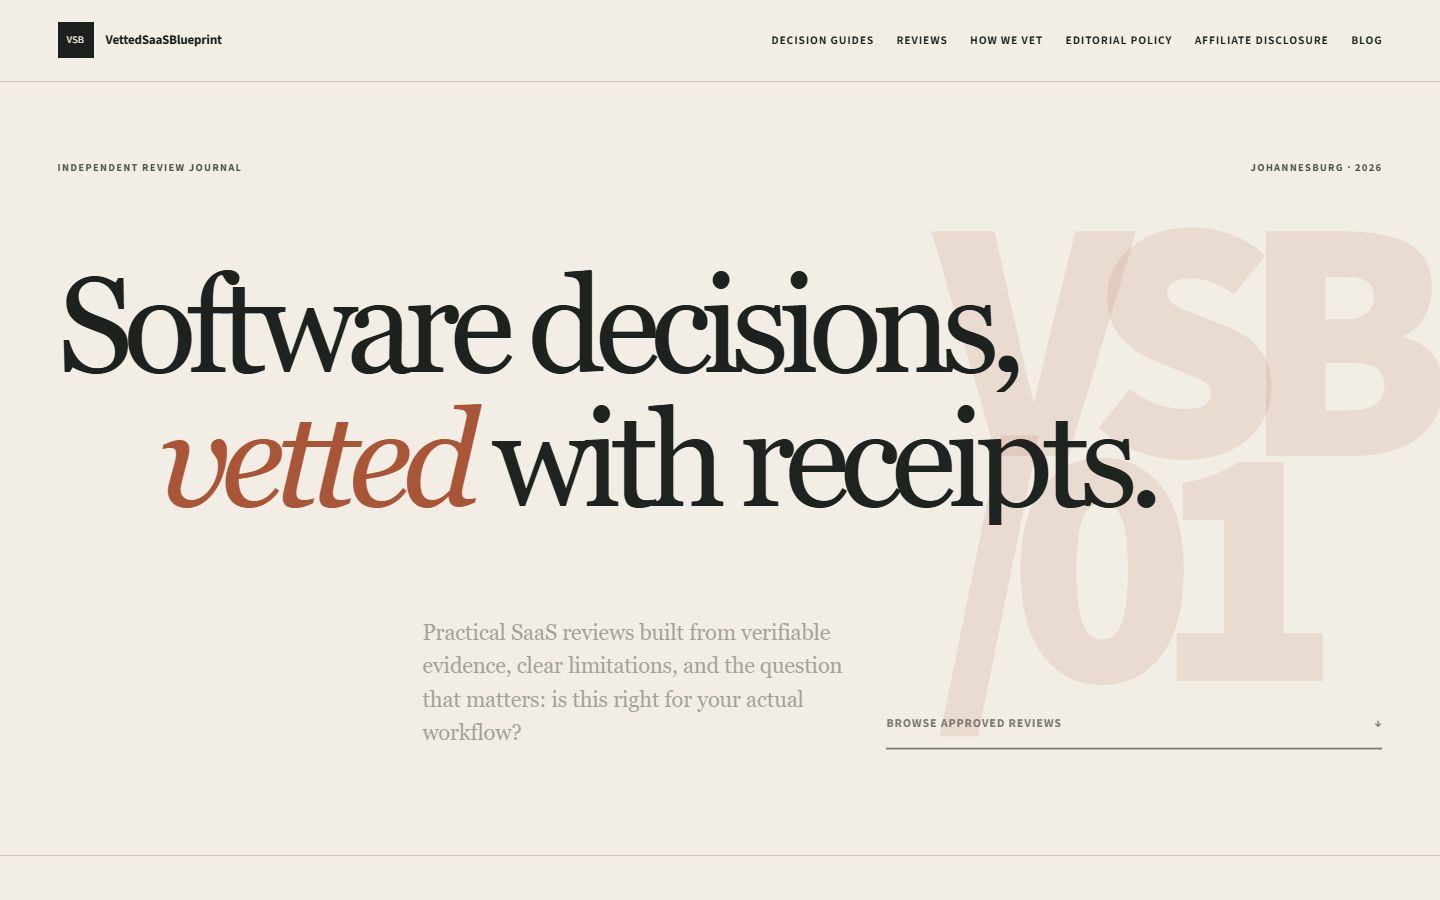 VSB
VettedSaaSBlueprint
DECISION GUIDES
REVIEWS
HOW WE VET
EDITORIAL POLICY
AFFILIATE DISCLOSURE
BLOG
INDEPENDENT REVIEW JOURNAL
JOHANNESBURG · 2026
VSB
/01
Software decisions,
vetted with receipts.
Practical SaaS reviews built from verifiable
evidence, clear limitations, and the question
that matters: is this right for your actual
workflow?
BROWSE APPROVED REVIEWS ↓